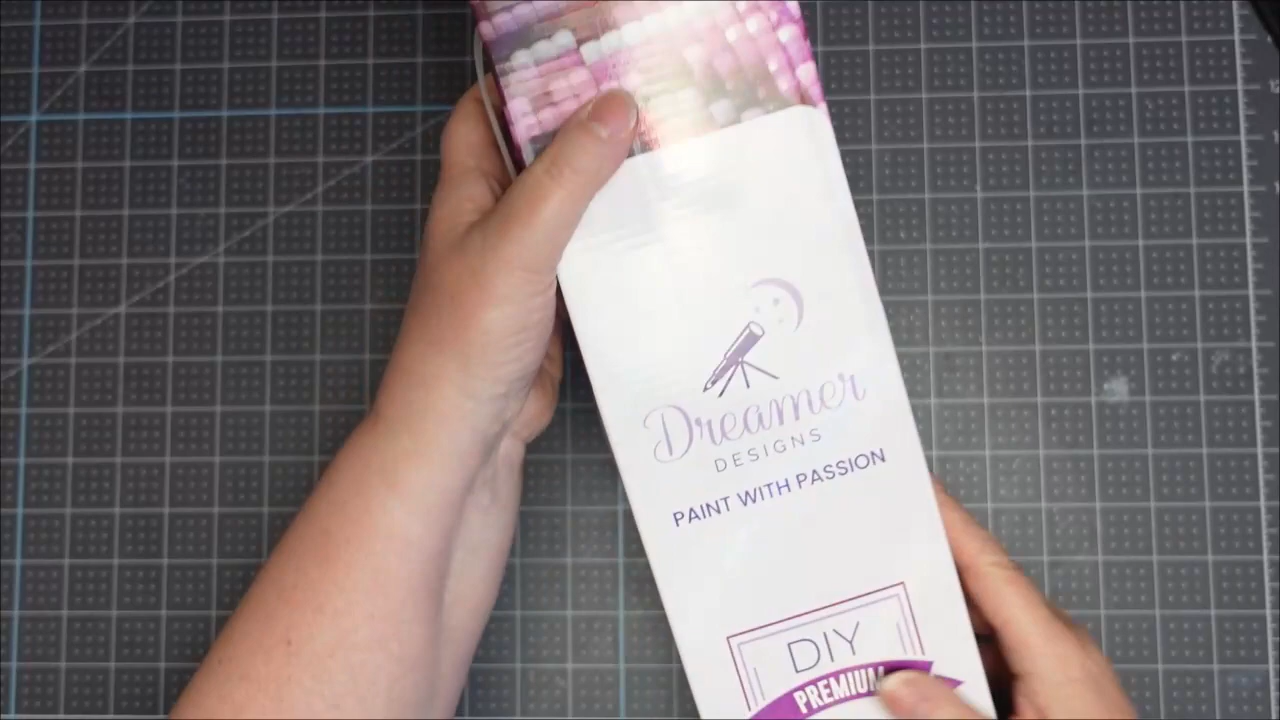 Dreamer
DESIGNS
PAINT WITH PASSION
DIY
PREMIUM